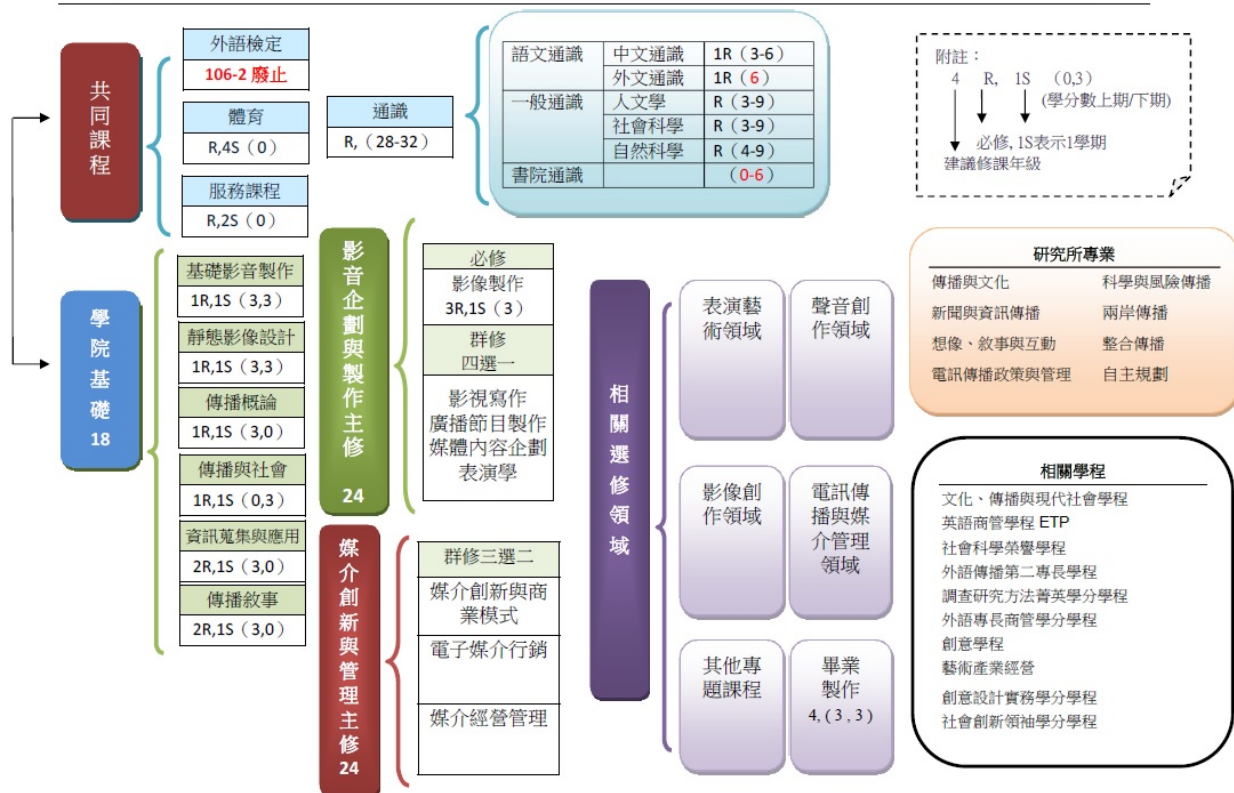 共同課程
外語檢定
106-2 廢止
體育
R,4S（0）
服務課程
R,2S（0）
通識
R,（28-32）
語文通識 中文通識 1R（3-6）
外文通識 1R（6）
一般通識 人文學 R（3-9）
社會科學 R（3-9）
自然科學 R（4-9）
書院通識 （0-6）
附註：
4 R, 1S （0,3）
(學分數上期/下期)
必修, 1S表示1學期
建議修課年級
學院基礎
18
基礎影音製作
1R,1S（3,3）
靜態影像設計
1R,1S（3,3）
傳播概論
1R,1S（3,0）
傳播與社會
1R,1S（0,3）
資訊蒐集與應用
2R,1S（3,0）
傳播敘事
2R,1S（3,0）
影音企劃與製作主修
24
必修
影像製作
3R,1S（3）
群修
四選一
影視寫作
廣播節目製作
媒體內容企劃
表演學
媒介創新與管理主修
24
群修三選二
媒介創新與商
業模式
電子媒介行銷
媒介經營管理
相關選修領域
表演藝
術領域
聲音創
作領域
影像創
作領域
電訊傳
播與媒
介管理
領域
其他專
題課程
畢業
製作
4,(3,3)
研究所專業
傳播與文化 科學與風險傳播
新聞與資訊傳播 兩岸傳播
想像、敘事與互動 整合傳播
電訊傳播政策與管理 自主規劃
相關學程
文化、傳播與現代社會學程
英語商管學程 ETP
社會科學榮譽學程
外語傳播第二專長學程
調查研究方法菁英學分學程
外語專長商管學分學程
創意學程
藝術產業經營
創意設計實務學分學程
社會創新領袖學分學程